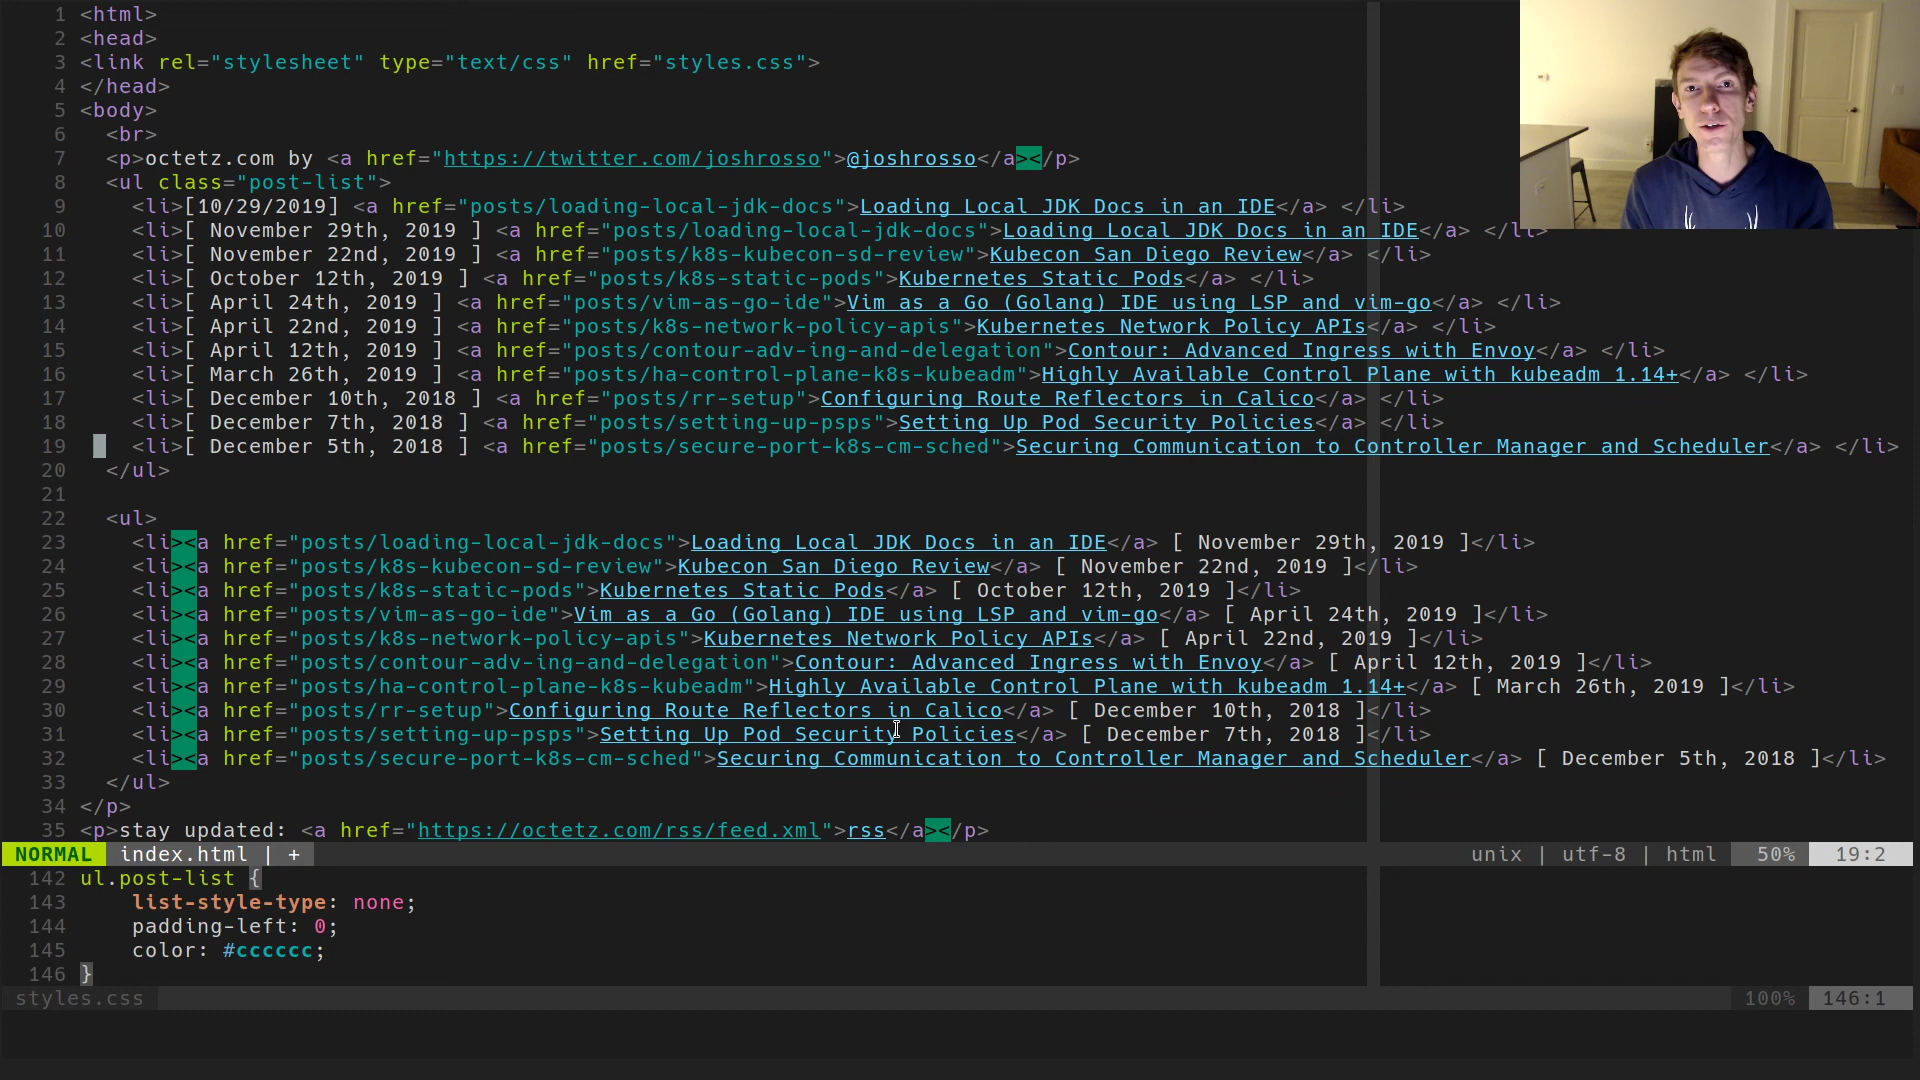 1 <html>
2 <head>
3 <link rel="stylesheet" type="text/css" href="styles.css">
4 </head>
5 <body>
6   <br>
7   <p>octetz.com by <a href="https://twitter.com/joshrosso">@joshrosso</a></p>
8   <ul class="post-list">
9     <li>[10/29/2019] <a href="posts/loading-local-jdk-docs">Loading Local JDK Docs in an IDE</a> </li>
10     <li>[ November 29th, 2019 ] <a href="posts/loading-local-jdk-docs">Loading Local JDK Docs in an IDE</a> </li>
11     <li>[ November 22nd, 2019 ] <a href="posts/k8s-kubecon-sd-review">Kubecon San Diego Review</a> </li>
12     <li>[ October 12th, 2019 ] <a href="posts/k8s-static-pods">Kubernetes Static Pods</a> </li>
13     <li>[ April 24th, 2019 ] <a href="posts/vim-as-go-ide">Vim as a Go (Golang) IDE using LSP and vim-go</a> </li>
14     <li>[ April 22nd, 2019 ] <a href="posts/k8s-network-policy-apis">Kubernetes Network Policy APIs</a> </li>
15     <li>[ April 12th, 2019 ] <a href="posts/contour-adv-ing-and-delegation">Contour: Advanced Ingress with Envoy</a> </li>
16     <li>[ March 26th, 2019 ] <a href="posts/ha-control-plane-k8s-kubeadm">Highly Available Control Plane with kubeadm 1.14+</a> </li>
17     <li>[ December 10th, 2018 ] <a href="posts/rr-setup">Configuring Route Reflectors in Calico</a> </li>
18     <li>[ December 7th, 2018 ] <a href="posts/setting-up-psps">Setting Up Pod Security Policies</a> </li>
19     <li>[ December 5th, 2018 ] <a href="posts/secure-port-k8s-cm-sched">Securing Communication to Controller Manager and Scheduler</a> </li>
20   </ul>
21
22   <ul>
23     <li><a href="posts/loading-local-jdk-docs">Loading Local JDK Docs in an IDE</a> [ November 29th, 2019 ]</li>
24     <li><a href="posts/k8s-kubecon-sd-review">Kubecon San Diego Review</a> [ November 22nd, 2019 ]</li>
25     <li><a href="posts/k8s-static-pods">Kubernetes Static Pods</a> [ October 12th, 2019 ]</li>
26     <li><a href="posts/vim-as-go-ide">Vim as a Go (Golang) IDE using LSP and vim-go</a> [ April 24th, 2019 ]</li>
27     <li><a href="posts/k8s-network-policy-apis">Kubernetes Network Policy APIs</a> [ April 22nd, 2019 ]</li>
28     <li><a href="posts/contour-adv-ing-and-delegation">Contour: Advanced Ingress with Envoy</a> [ April 12th, 2019 ]</li>
29     <li><a href="posts/ha-control-plane-k8s-kubeadm">Highly Available Control Plane with kubeadm 1.14+</a> [ March 26th, 2019 ]</li>
30     <li><a href="posts/rr-setup">Configuring Route Reflectors in Calico</a> [ December 10th, 2018 ]</li>
31     <li><a href="posts/setting-up-psps">Setting Up Pod Security Policies</a> [ December 7th, 2018 ]</li>
32     <li><a href="posts/secure-port-k8s-cm-sched">Securing Communication to Controller Manager and Scheduler</a> [ December 5th, 2018 ]</li>
33   </ul>
34 </p>
35 <p>stay updated: <a href="https://octetz.com/rss/feed.xml">rss</a></p>
NORMAL index.html | + unix | utf-8 | html 50% 19:2
142 ul.post-list {
143     list-style-type: none;
144     padding-left: 0;
145     color: #cccccc;
146 }
styles.css 100% 146:1